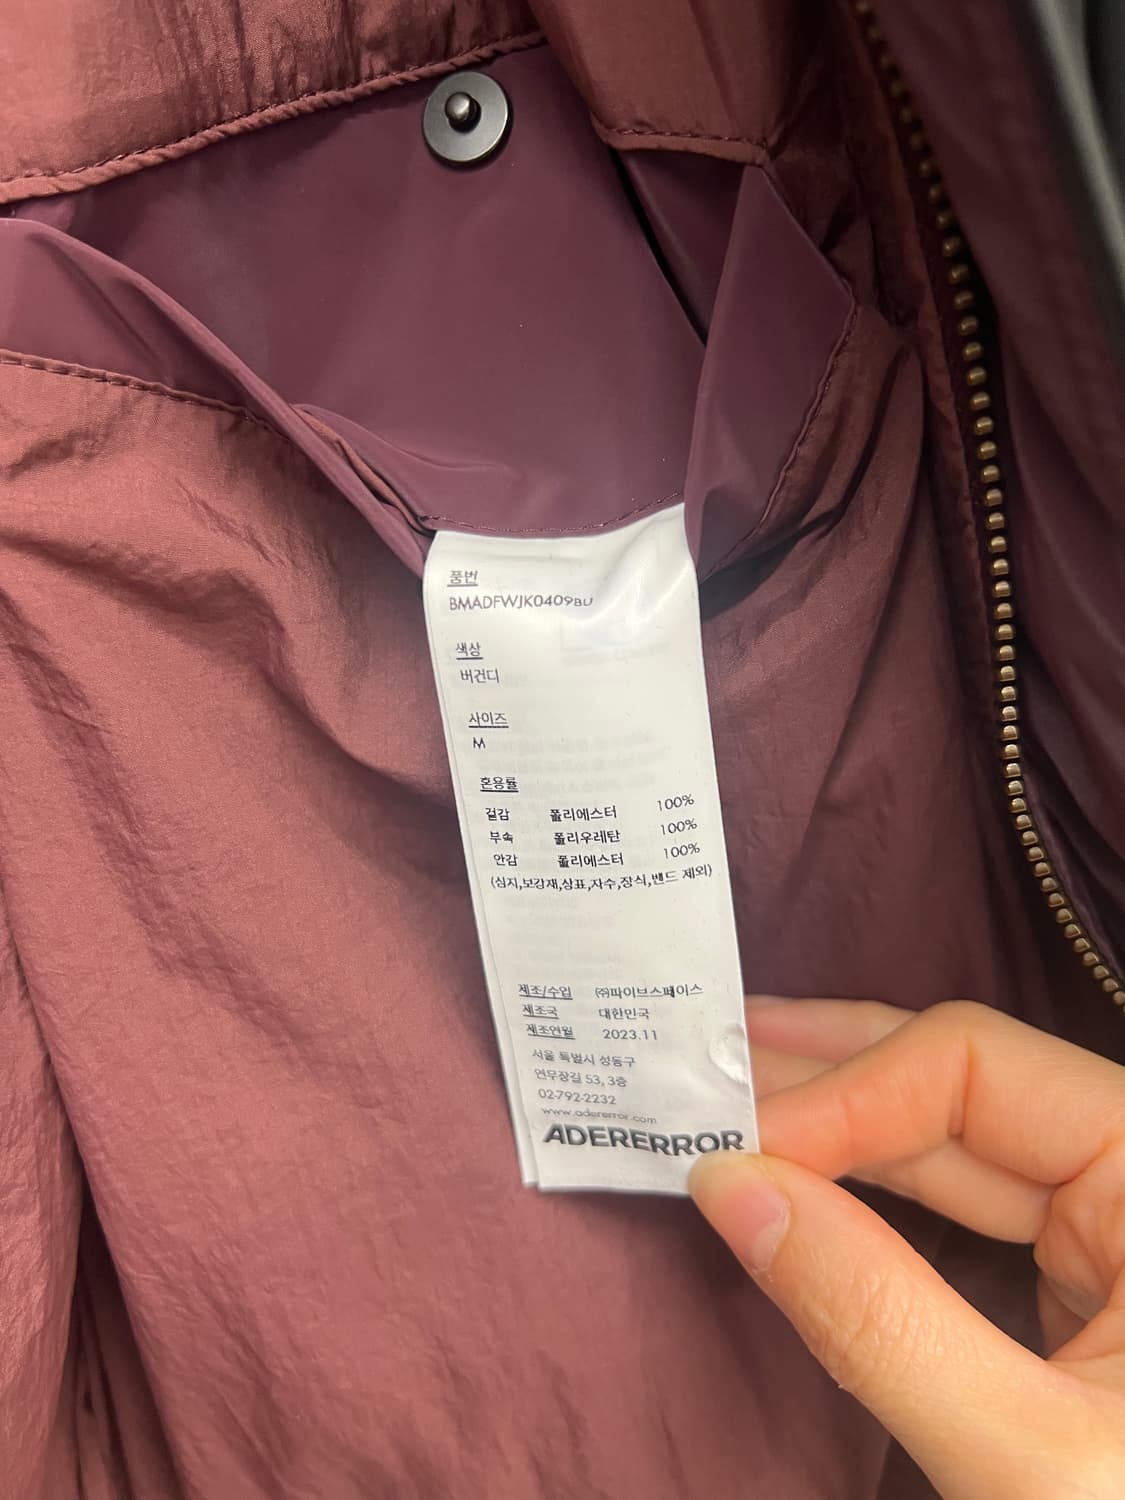 품번
BMADFWJK0409BU
색상
버건디
사이즈
M
혼용률
겉감 폴리에스터 100%
부속 폴리우레탄 100%
안감 폴리에스터 100%
(심지,보강재,상표,자수,장식,밴드 제외)
제조/수입 ㈜파이브스페이스
제조국 대한민국
제조연월 2023.11
서울 특별시 성동구
연무장길 53, 3층
02-792-2232
www.adererror.com
ADERERROR